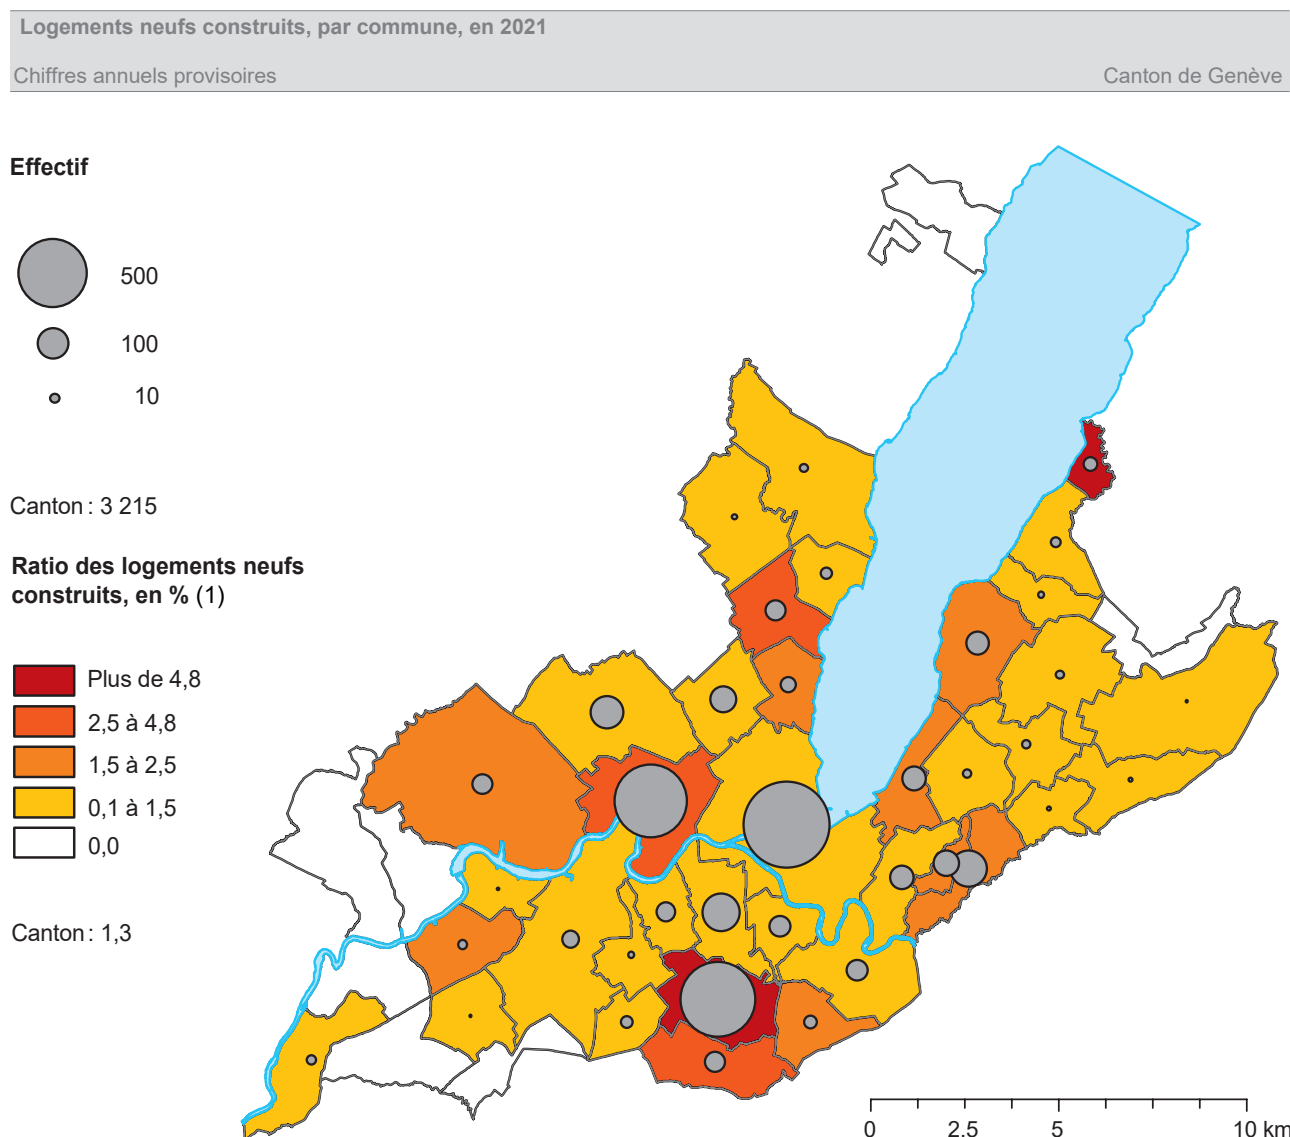 Logements neufs construits, par commune, en 2021
Chiffres annuels provisoires
Canton de Genève
Effectif
500
100
10
Canton : 3 215
Ratio des logements neufs
construits, en % (1)
Plus de 4,8
2,5 à 4,8
1,5 à 2,5
0,1 à 1,5
0,0
Canton : 1,3
0 2.5 5 10 km